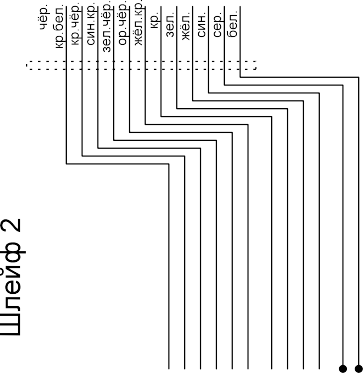 чёр.
кр.бел.
кр.чёр.
син.кр.
зел.чёр.
ор.чёр.
жёл.кр.
кр.
зел.
жёл.
син.
сер.
бел.
Шлейф 2